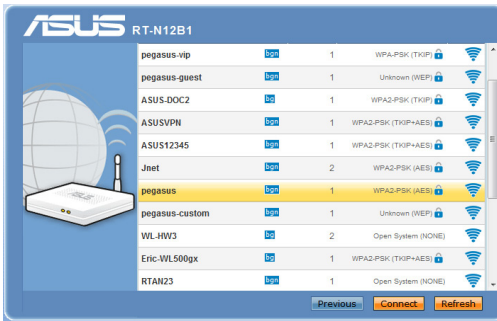 ASUS RT-N12B1
pegasus-vip bgn 1 WPA-PSK (TKIP)
pegasus-guest bgn 1 Unknown (WEP)
ASUS-DOC2 bg 1 WPA2-PSK (TKIP)
ASUSVPN bgn 1 WPA2-PSK (TKIP+AES)
ASUS12345 bgn 1 WPA2-PSK (TKIP+AES)
Jnet bgn 2 WPA2-PSK (AES)
pegasus bgn 1 WPA2-PSK (AES)
pegasus-custom bgn 1 Unknown (WEP)
WL-HW3 bg 2 Open System (NONE)
Eric-WL500gx bg 1 WPA2-PSK (TKIP+AES)
RTAN23 bgn 1 Open System (NONE)
Previous Connect Refresh